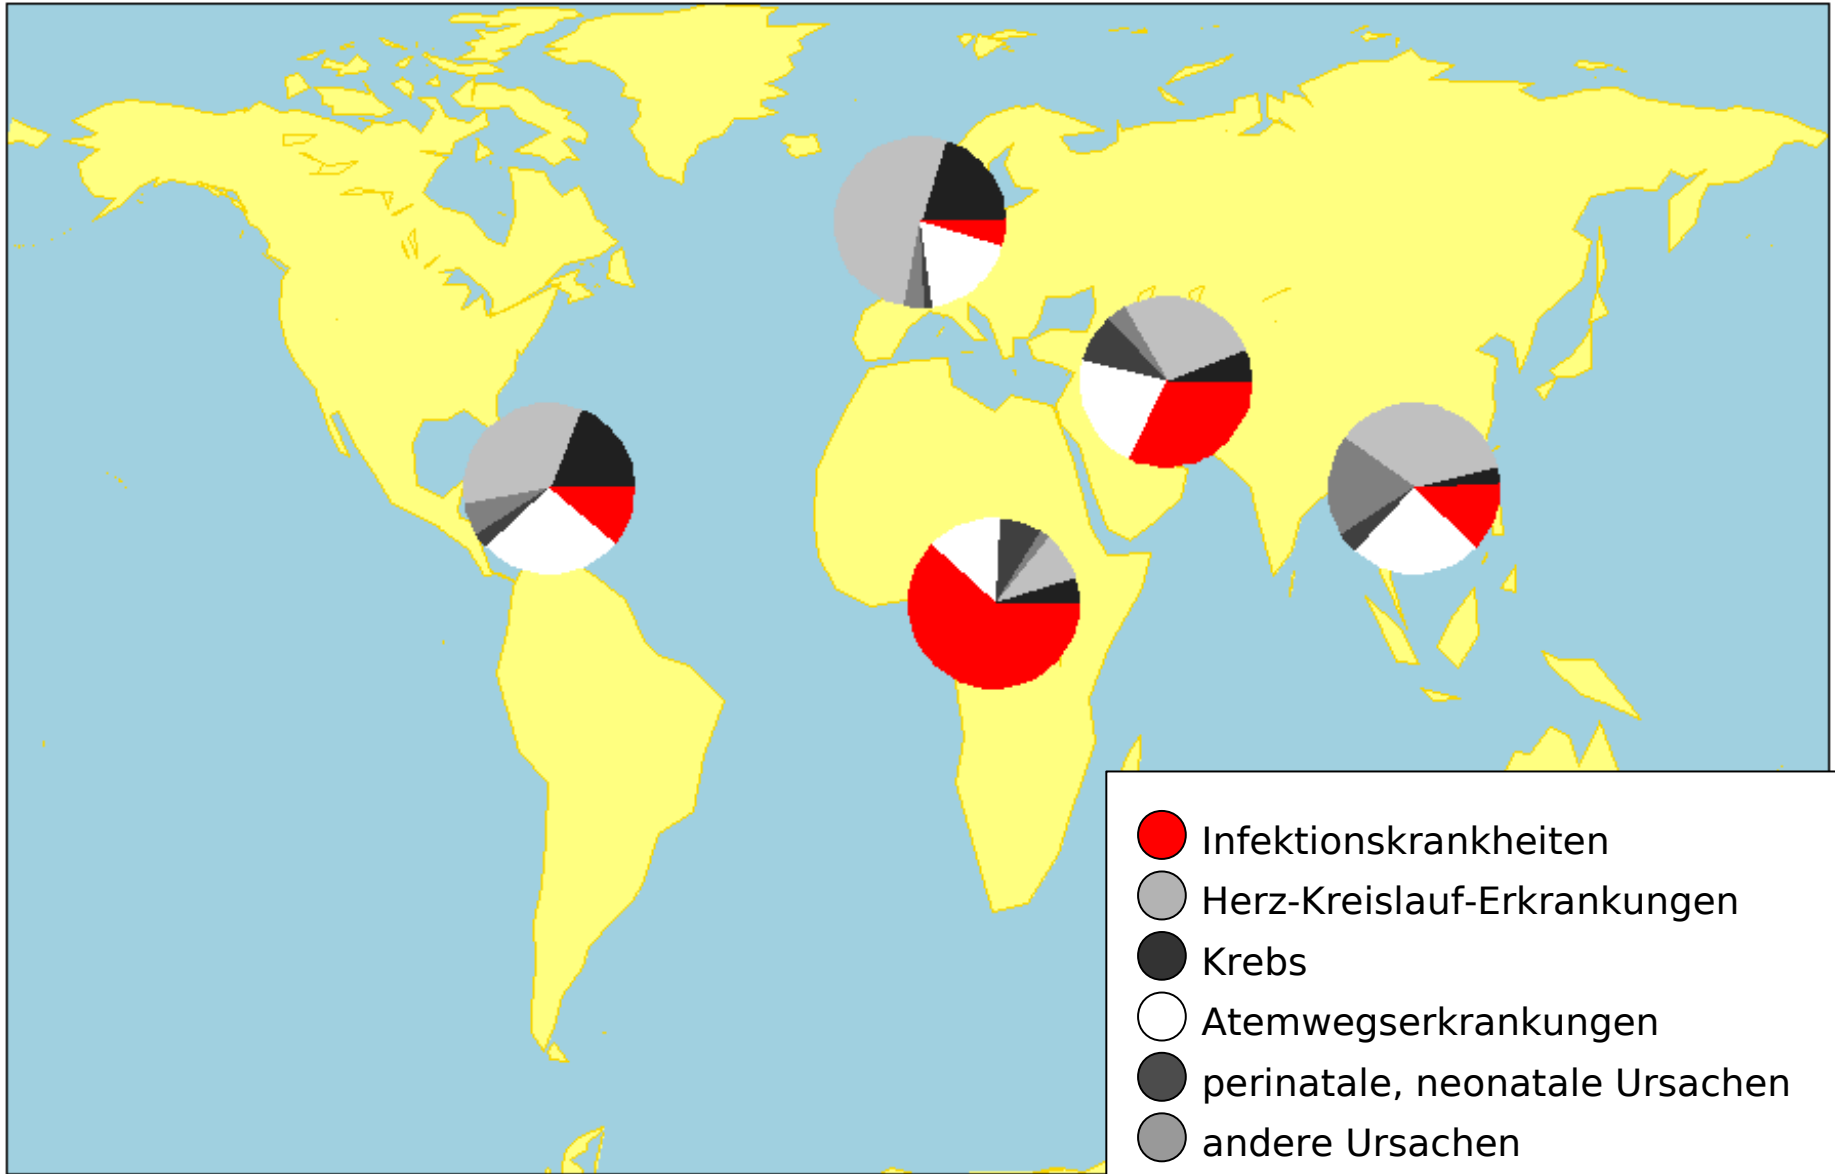 Infektionskrankheiten
Herz-Kreislauf-Erkrankungen
Krebs
Atemwegserkrankungen
perinatale, neonatale Ursachen
andere Ursachen